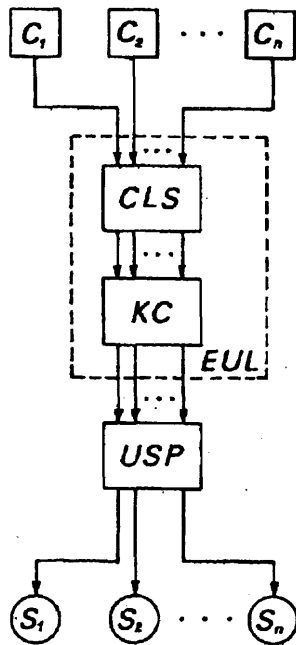 C₁ C₂ ... Cₙ
...
CLS
...
KC
EUL
...
USP
S₁ S₂ ... Sₙ